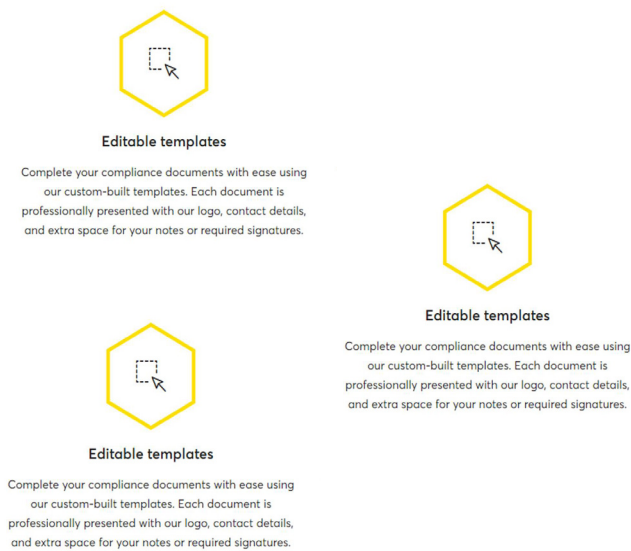 Editable templates
Complete your compliance documents with ease using
our custom-built templates. Each document is
professionally presented with our logo, contact details,
and extra space for your notes or required signatures.
Editable templates
Complete your compliance documents with ease using
our custom-built templates. Each document is
professionally presented with our logo, contact details,
and extra space for your notes or required signatures.
Editable templates
Complete your compliance documents with ease using
our custom-built templates. Each document is
professionally presented with our logo, contact details,
and extra space for your notes or required signatures.